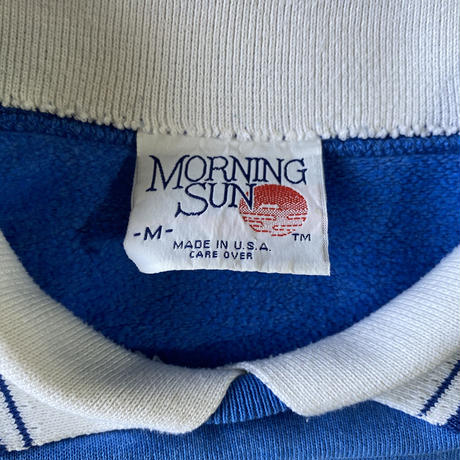 MORNING
SUN
TM
-M-
MADE IN U.S.A.
CARE OVER